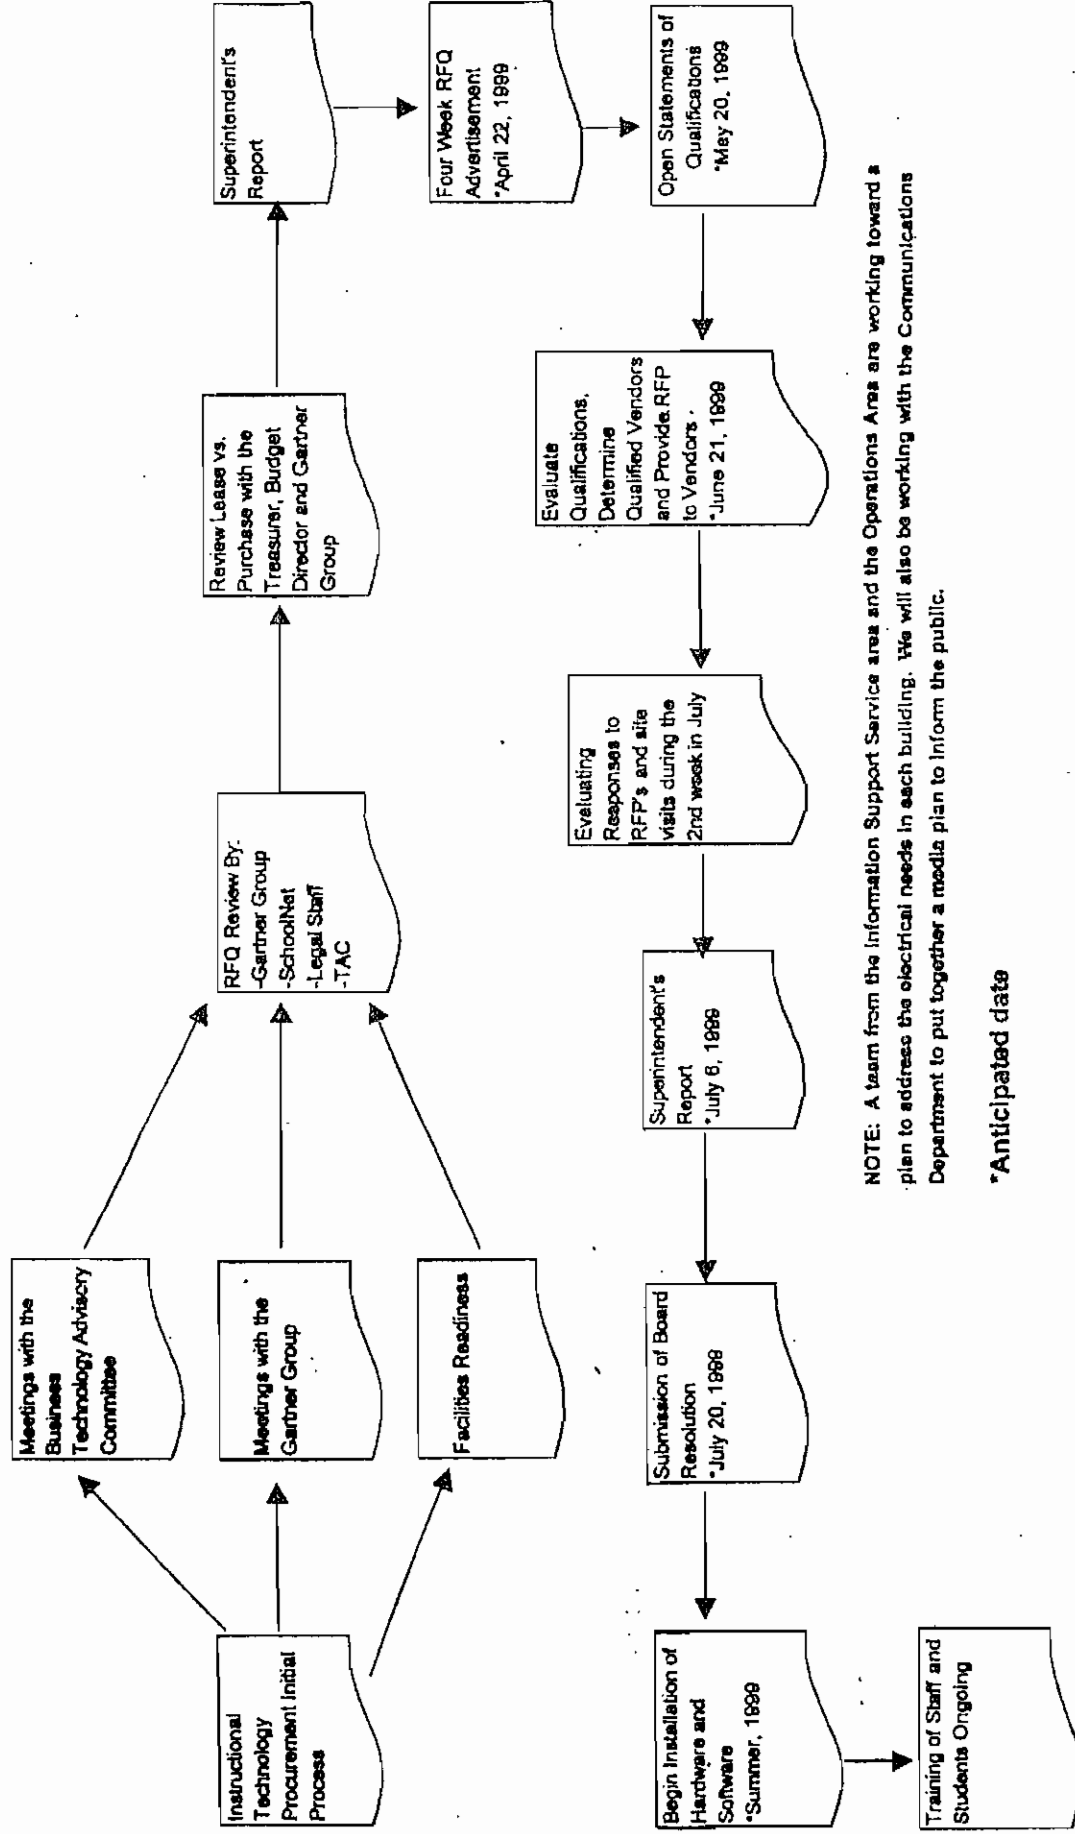 Instructional
Technology
Procurement Initial
Process
Meetings with the
Business
Technology Advisory
Committee
Meetings with the
Gartner Group
Facilities Readiness
RFQ Review By:
-Gartner Group
-SchoolNet
-Legal Staff
-TAC
Review Lease vs.
Purchase with the
Treasurer, Budget
Director and Gartner
Group
Superintendent's
Report
Four Week RFQ
Advertisement
*April 22, 1999
Open Statements of
Qualifications
*May 20, 1999
Evaluate
Qualifications,
Determine
Qualified Vendors
and Provide RFP
to Vendors
*June 21, 1999
Evaluating
Responses to
RFP's and site
visits during the
2nd week in July
Superintendent's
Report
*July 6, 1999
Submission of Board
Resolution
*July 20, 1999
Begin Installation of
Hardware and
Software
*Summer, 1999
Training of Staff and
Students Ongoing
NOTE: A team from the Information Support Service area and the Operations Area are working toward a
plan to address the electrical needs in each building. We will also be working with the Communications
Department to put together a media plan to inform the public.
*Anticipated date